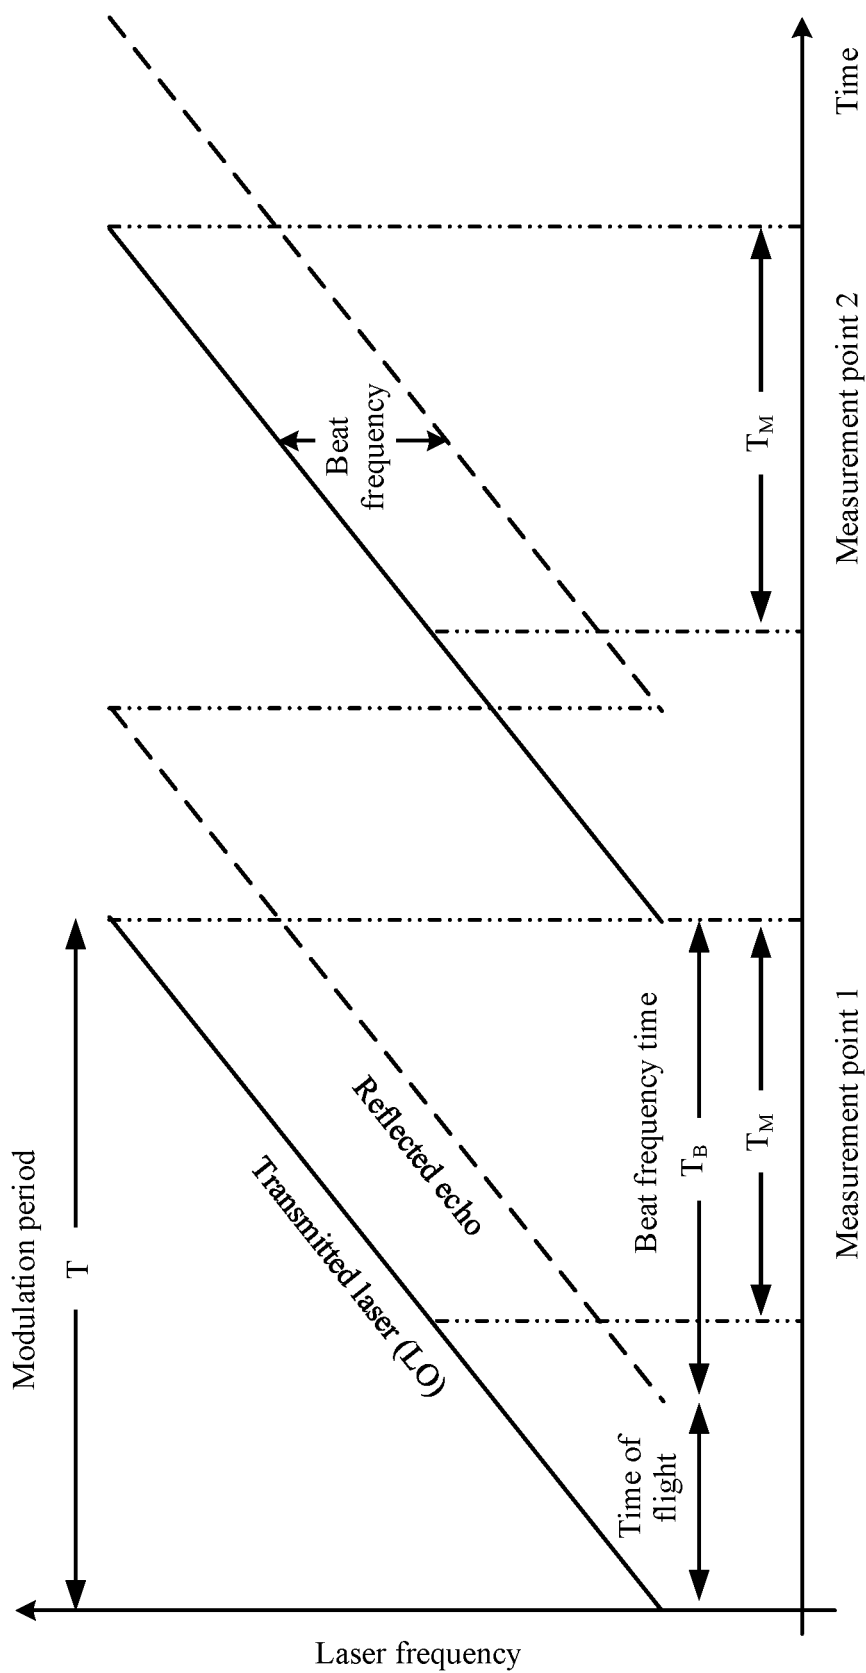 Modulation period
T
Transmitted laser (LO)
Reflected echo
Beat
frequency
Time of
flight
Beat frequency time
T_B
T_M
T_M
Measurement point 1
Measurement point 2
Time
Laser frequency